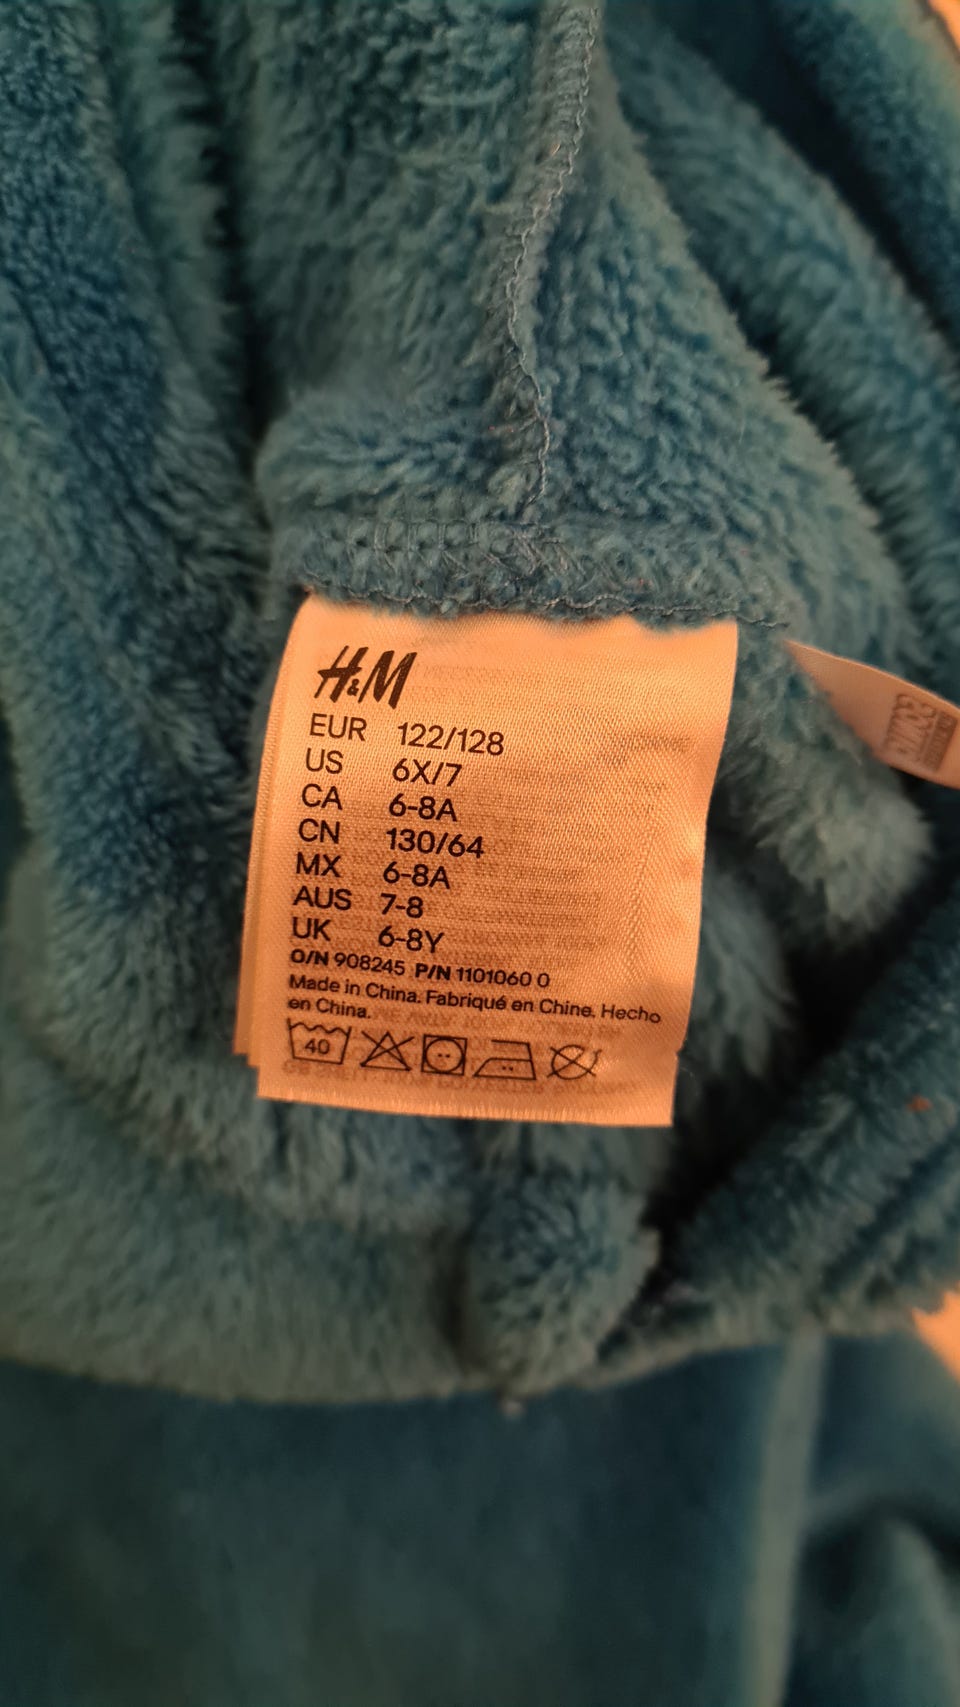 H&M
EUR 122/128
US 6X/7
CA 6-8A
CN 130/64
MX 6-8A
AUS 7-8
UK 6-8Y
O/N 908245 P/N 1101060 0
Made in China. Fabriqué en Chine. Hecho
en China.
40